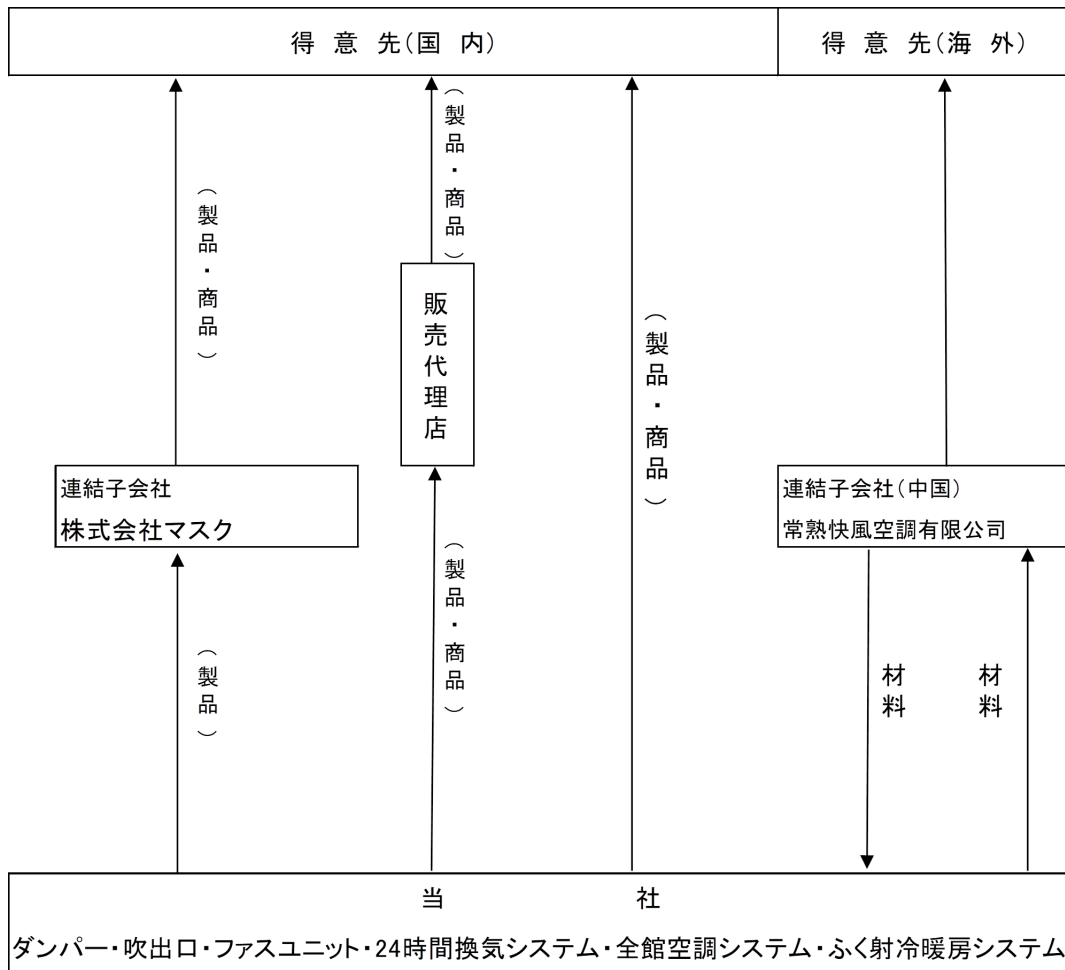 得意先(国内)
得意先(海外)
(製品・商品)
(製品・商品)
販売代理店
(製品・商品)
連結子会社
株式会社マスク
連結子会社(中国)
常熟快風空調有限公司
(製品)
(製品・商品)
材料
材料
当社
ダンパー・吹出口・ファスユニット・24時間換気システム・全館空調システム・ふく射冷暖房システム